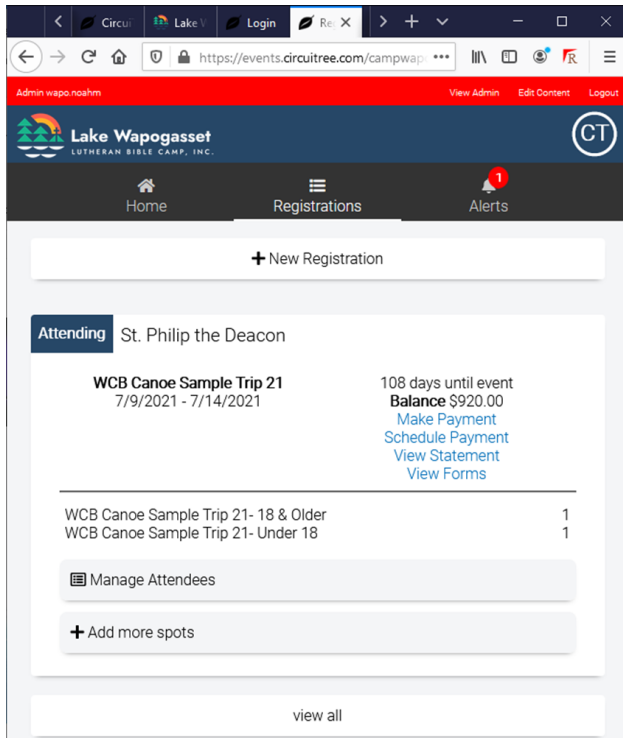 Circui
Lake
Login
Re
https://events.circuitree.com/campwap
Admin wapo.noahm
View Admin Edit Content Logout
Lake Wapogasset
LUTHERAN BIBLE CAMP, INC.
CT
1
Home Registrations Alerts
New Registration
Attending St. Philip the Deacon
WCB Canoe Sample Trip 21
7/9/2021 - 7/14/2021
108 days until event
Balance $920.00
Make Payment
Schedule Payment
View Statement
View Forms
WCB Canoe Sample Trip 21- 18 & Older 1
WCB Canoe Sample Trip 21- Under 18 1
Manage Attendees
Add more spots
view all